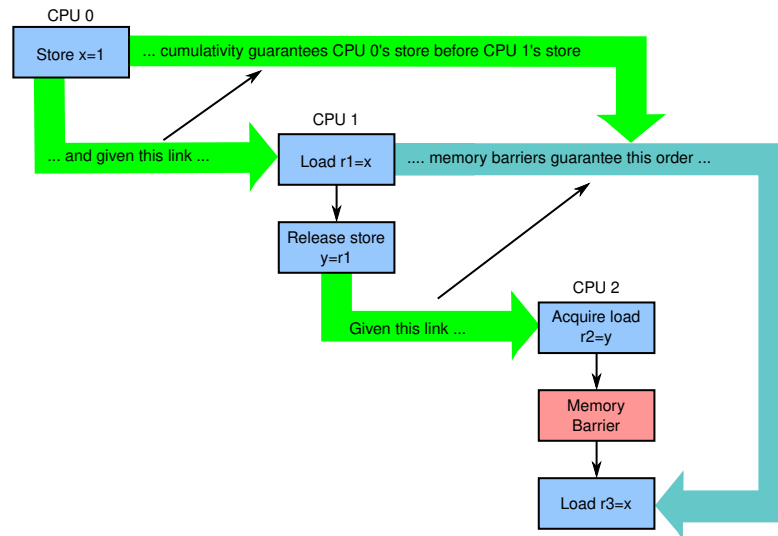 CPU 0
Store x=1
... cumulativity guarantees CPU 0's store before CPU 1's store
CPU 1
... and given this link ...
Load r1=x
.... memory barriers guarantee this order ...
Release store
y=r1
CPU 2
Given this link ...
Acquire load
r2=y
Memory
Barrier
Load r3=x